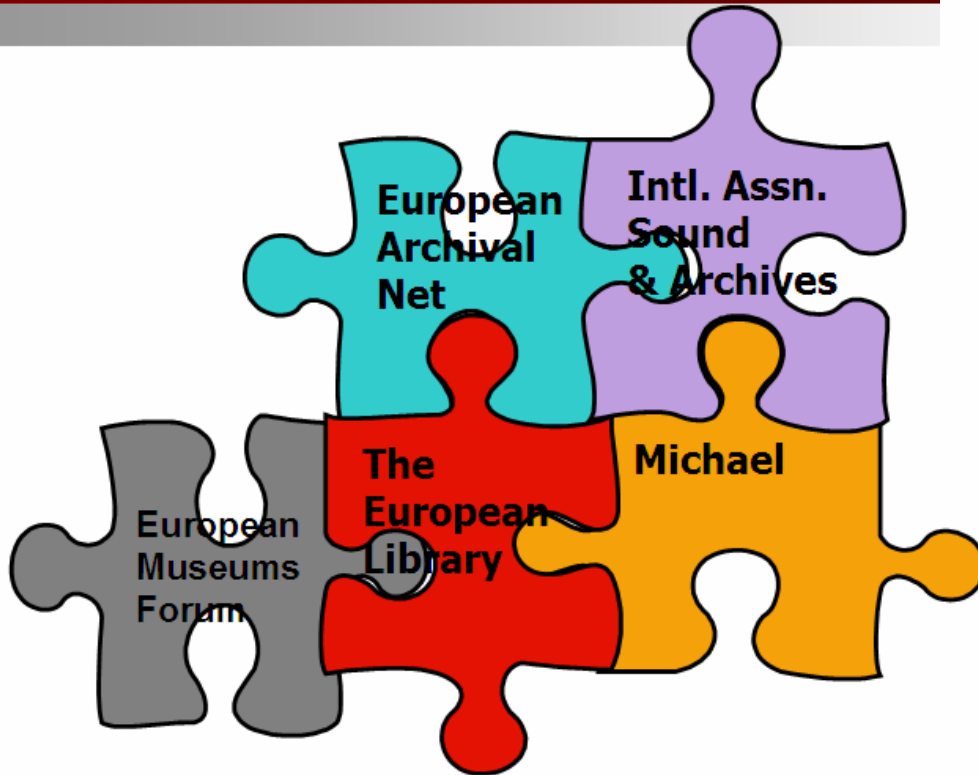 European
Archival
Net
Intl. Assn.
Sound
& Archives
The
European
Library
Michael
European
Museums
Forum